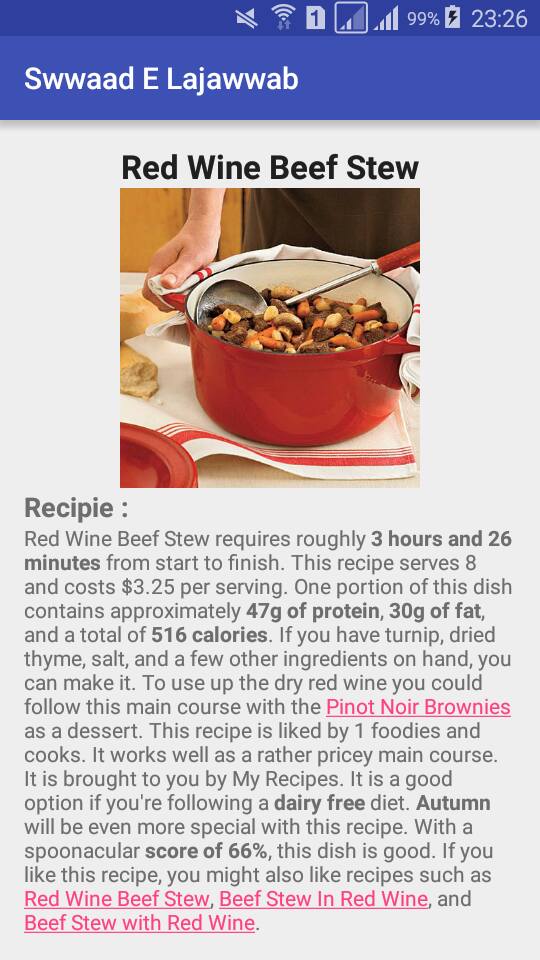 1 99% 23:26
Swwaad E Lajawwab
Red Wine Beef Stew
Recipie :
Red Wine Beef Stew requires roughly 3 hours and 26
minutes from start to finish. This recipe serves 8
and costs $3.25 per serving. One portion of this dish
contains approximately 47g of protein, 30g of fat,
and a total of 516 calories. If you have turnip, dried
thyme, salt, and a few other ingredients on hand, you
can make it. To use up the dry red wine you could
follow this main course with the Pinot Noir Brownies
as a dessert. This recipe is liked by 1 foodies and
cooks. It works well as a rather pricey main course.
It is brought to you by My Recipes. It is a good
option if you're following a dairy free diet. Autumn
will be even more special with this recipe. With a
spoonacular score of 66%, this dish is good. If you
like this recipe, you might also like recipes such as
Red Wine Beef Stew, Beef Stew In Red Wine, and
Beef Stew with Red Wine.